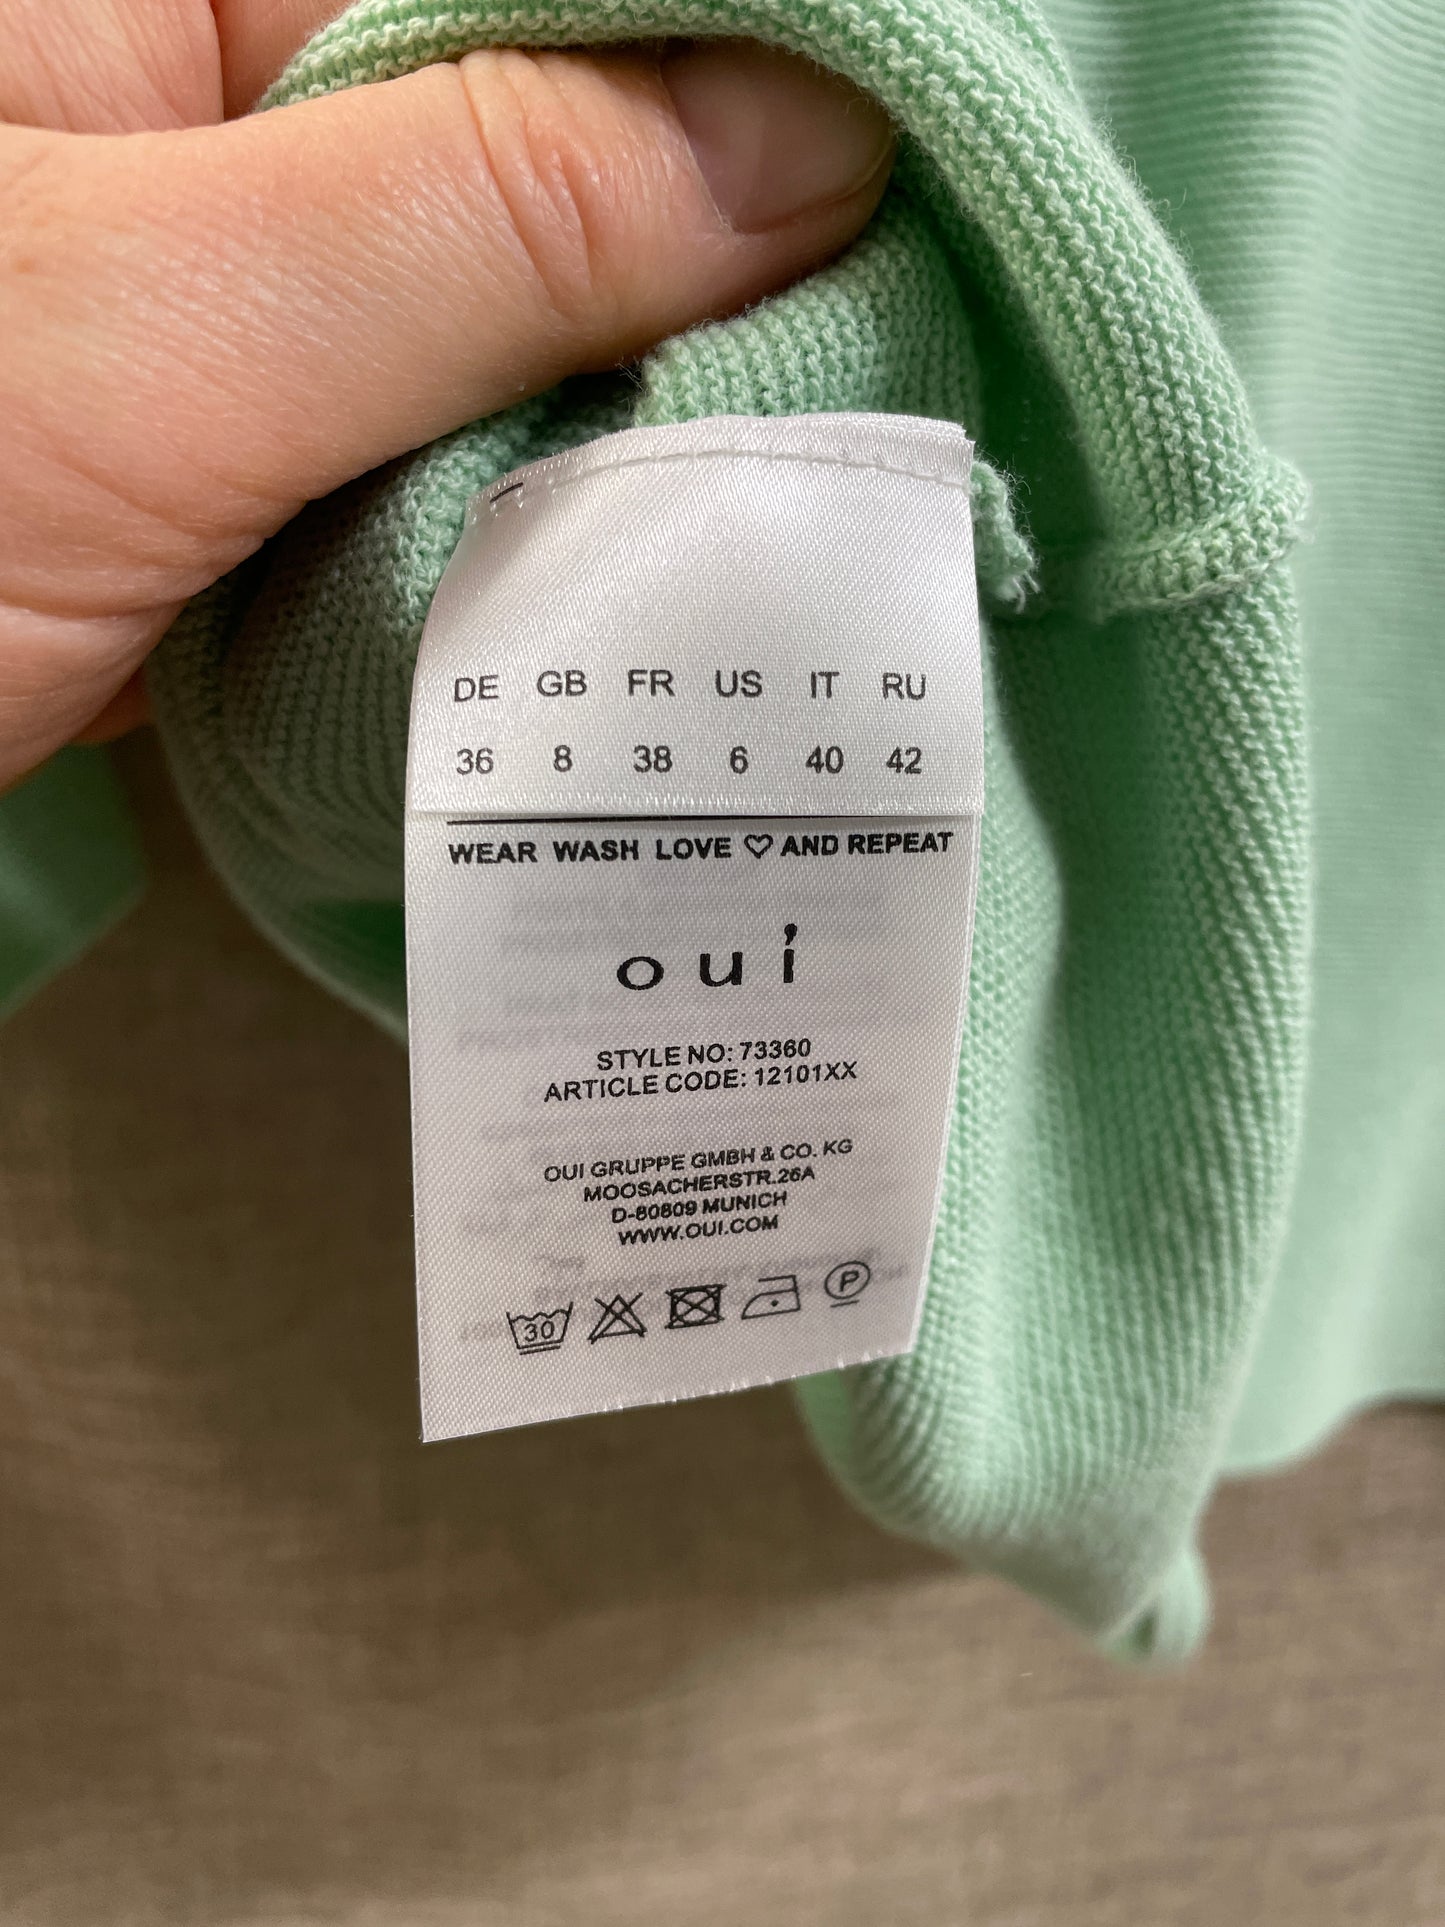 DE GB FR US IT RU
36 8 38 6 40 42
WEAR WASH LOVE ♡ AND REPEAT
oui
STYLE NO: 73360
ARTICLE CODE: 12101XX
OUI GRUPPE GMBH & CO. KG
MOOSACHERSTR.26A
D-80809 MUNICH
WWW.OUI.COM
30 P